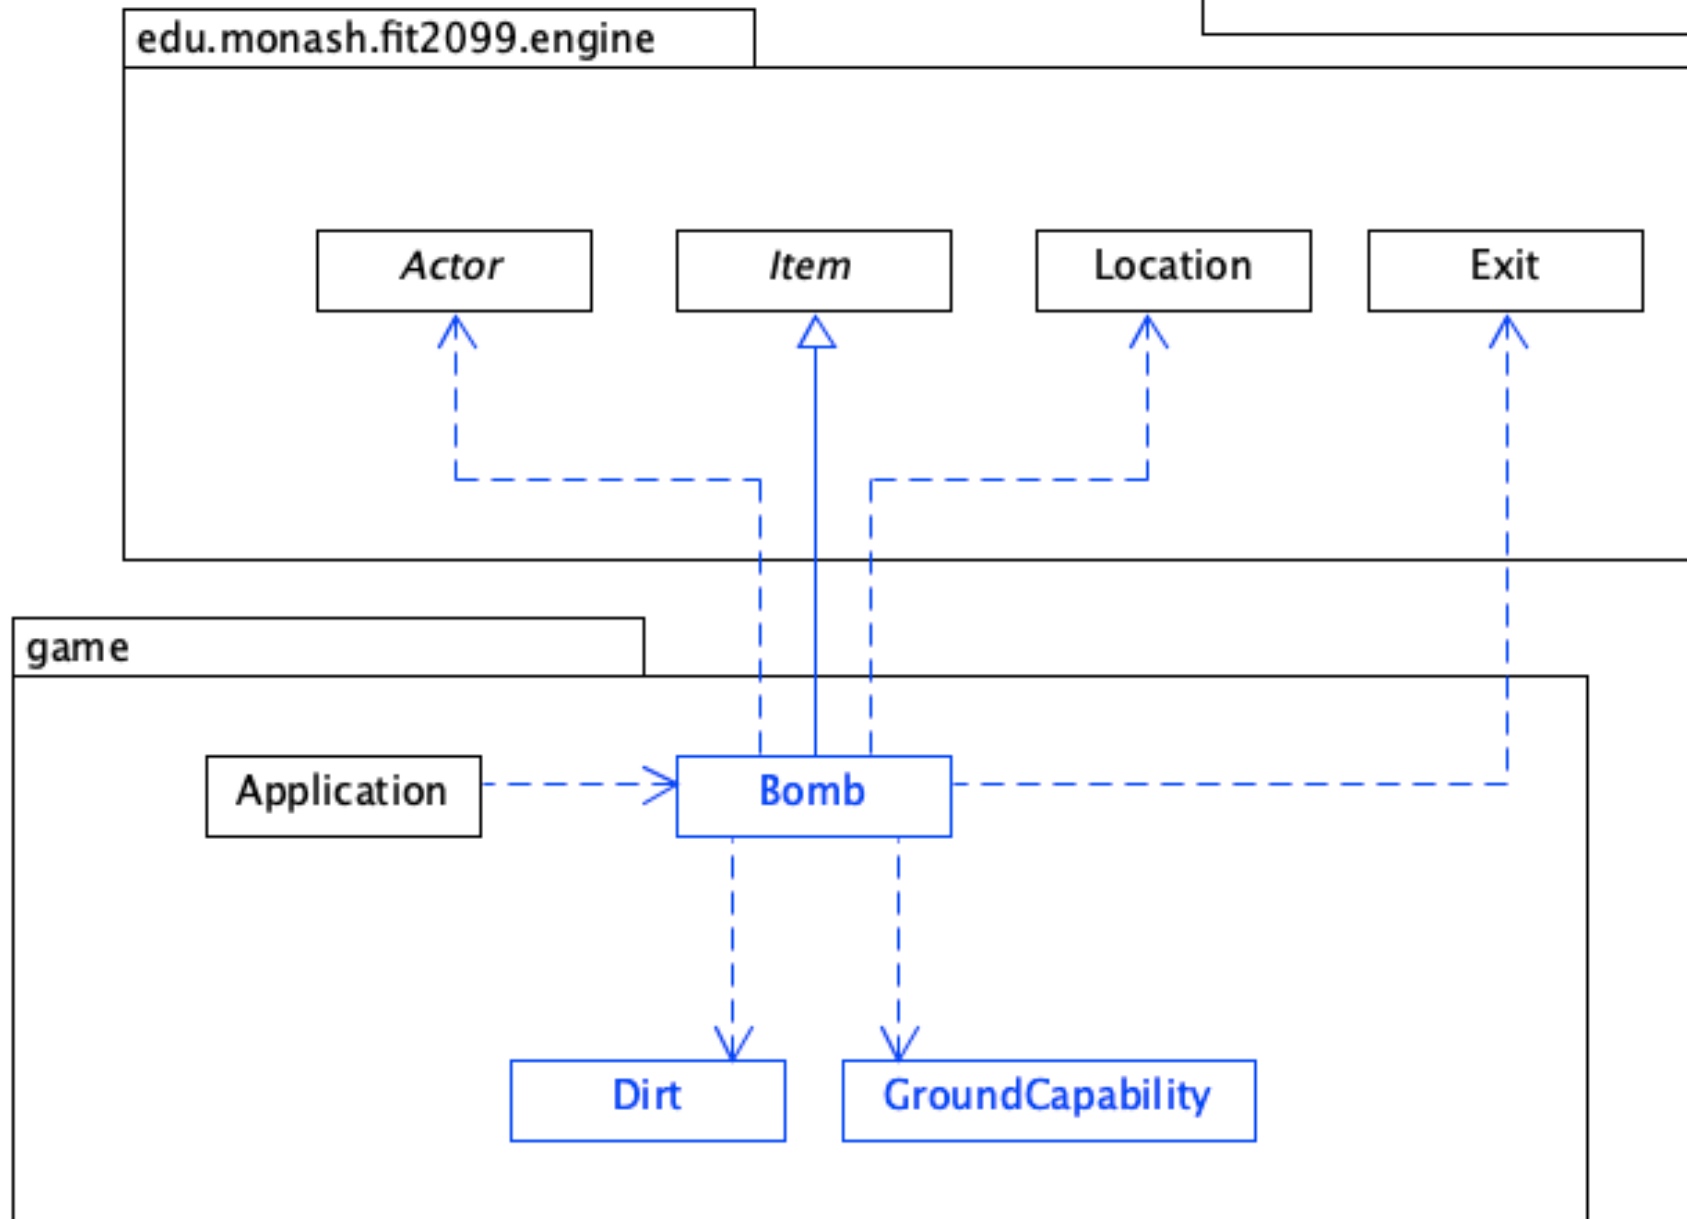 edu.monash.fit2099.engine
Actor
Item
Location
Exit
game
Application
Bomb
Dirt
GroundCapability